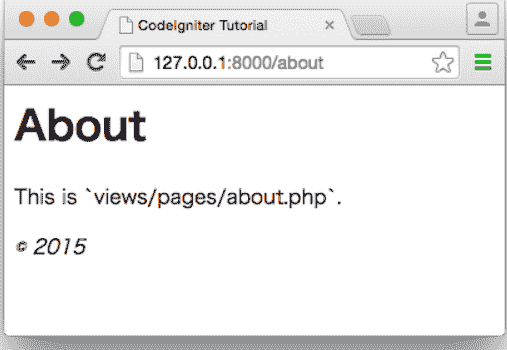 CodeIgniter Tutorial
127.0.0.1:8000/about
About
This is `views/pages/about.php`.
© 2015